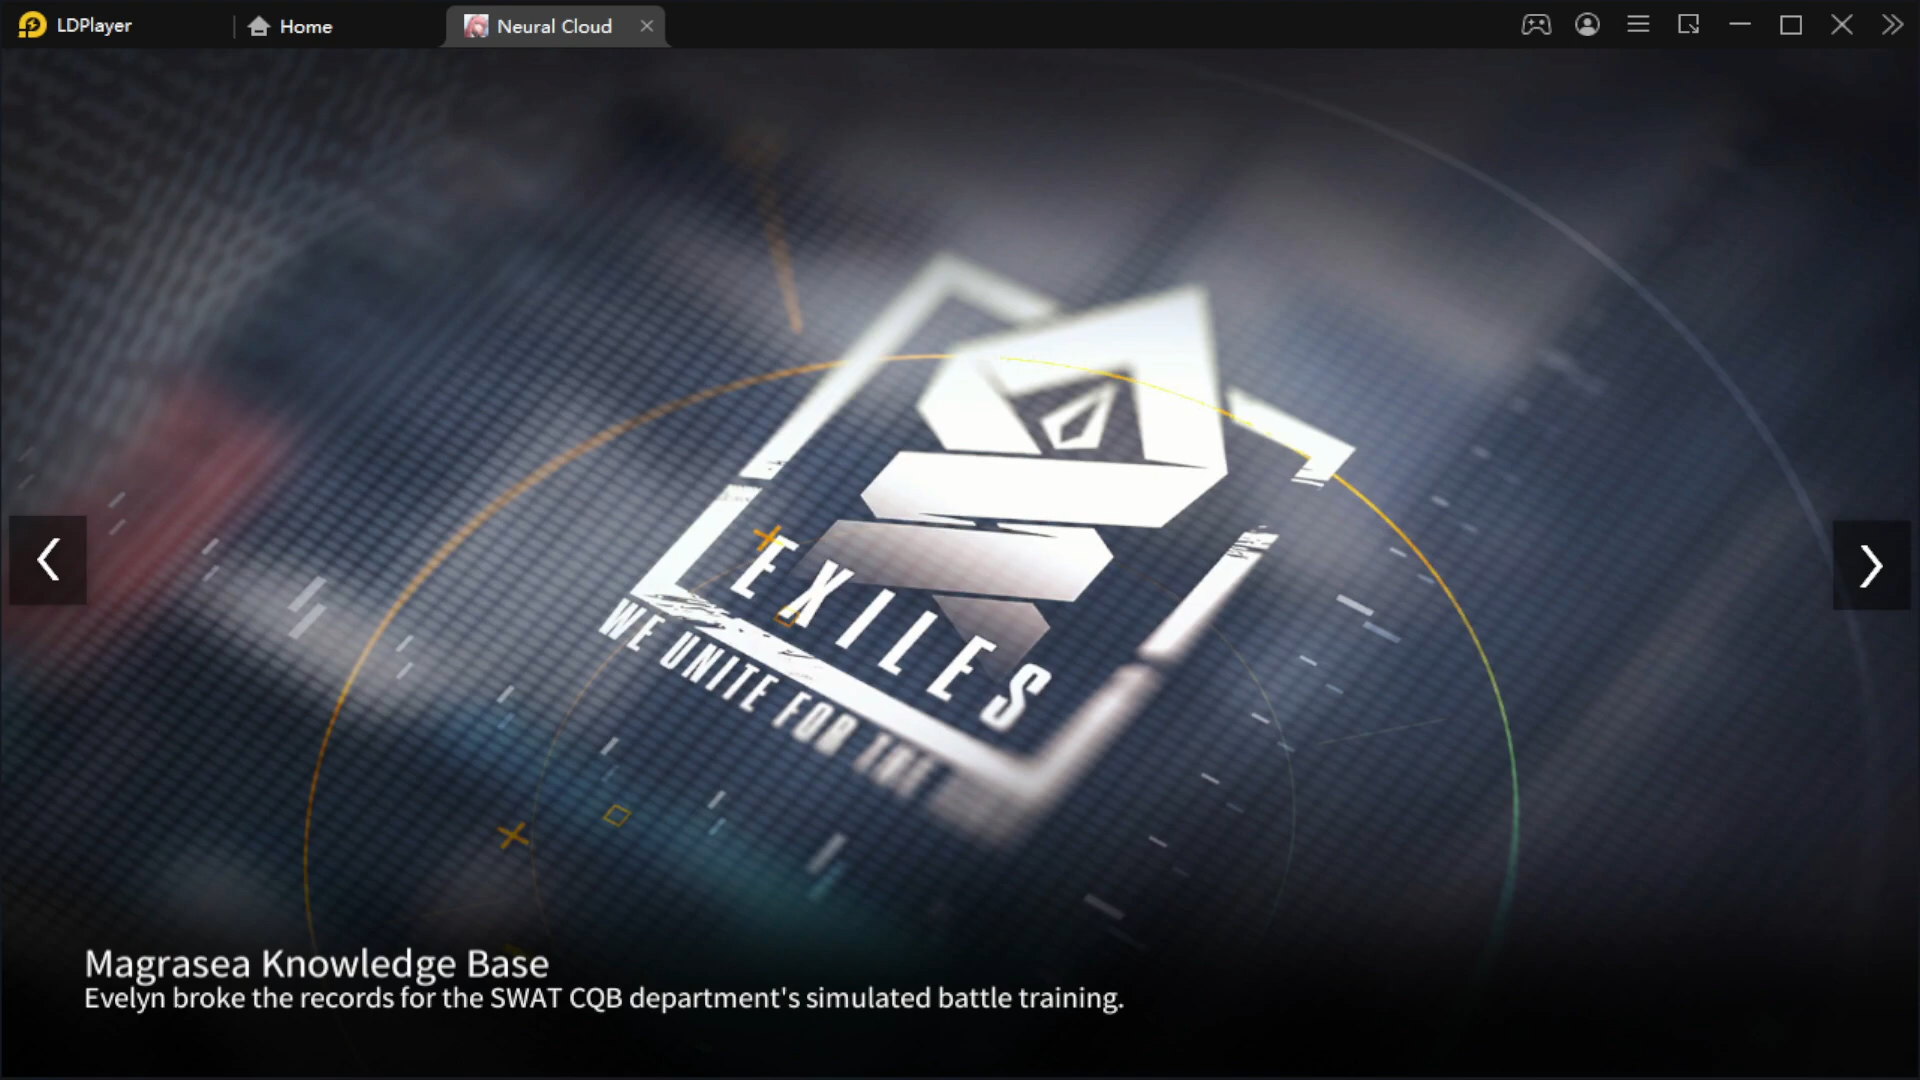 LDPlayer
Home
Neural Cloud
EXILES
WE UNITE FOR THE
Magrasea Knowledge Base
Evelyn broke the records for the SWAT CQB department's simulated battle training.